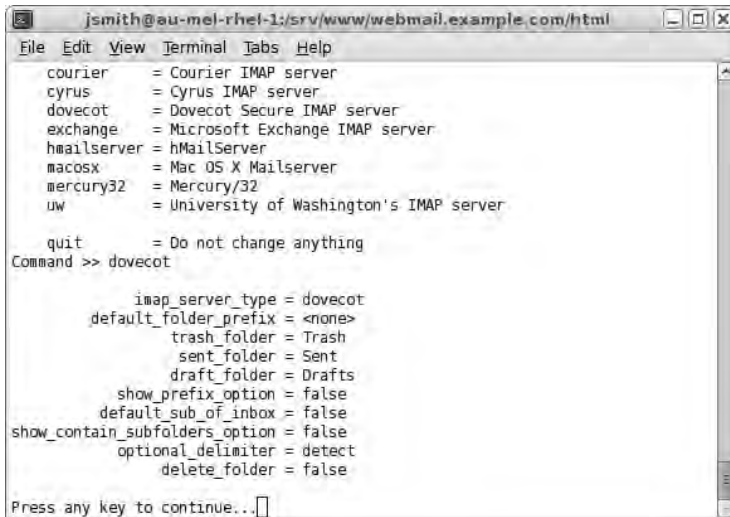 jsmith@au-mel-rhel-1:/srv/www/webmail.example.com/html
File Edit View Terminal Tabs Help
courier = Courier IMAP server
cyrus = Cyrus IMAP server
dovecot = Dovecot Secure IMAP server
exchange = Microsoft Exchange IMAP server
hmailserver = hMailServer
macosx = Mac OS X Mailserver
mercury32 = Mercury/32
uw = University of Washington's IMAP server
quit = Do not change anything
Command >> dovecot
imap_server_type = dovecot
default_folder_prefix = <none>
trash_folder = Trash
sent_folder = Sent
draft_folder = Drafts
show_prefix_option = false
default_sub_of_inbox = false
show_contain_subfolders_option = false
optional_delimiter = detect
delete_folder = false
Press any key to continue...